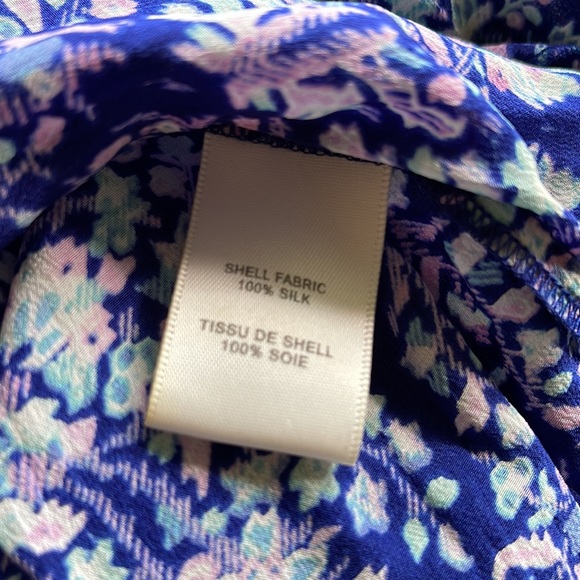 SHELL FABRIC
100% SILK
TISSU DE SHELL
100% SOIE